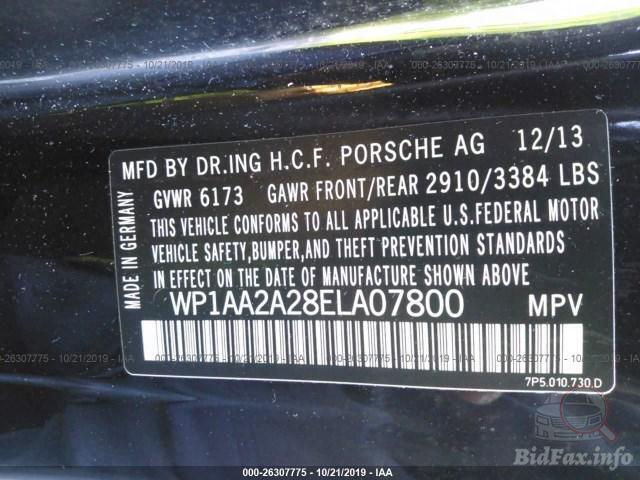 MFD BY DR.ING H.C.F. PORSCHE AG 12/13
GVWR 6173 GAWR FRONT/REAR 2910/3384 LBS
THIS VEHICLE CONFORMS TO ALL APPLICABLE U.S.FEDERAL MOTOR
VEHICLE SAFETY,BUMPER,AND THEFT PREVENTION STANDARDS
IN EFFECT ON THE DATE OF MANUFACTURE SHOWN ABOVE.
WP1AA2A28ELA07800 MPV
MADE IN GERMANY
7P5.010.730.D
BidFax.info
000-26307775 - 10/21/2019 - IAA